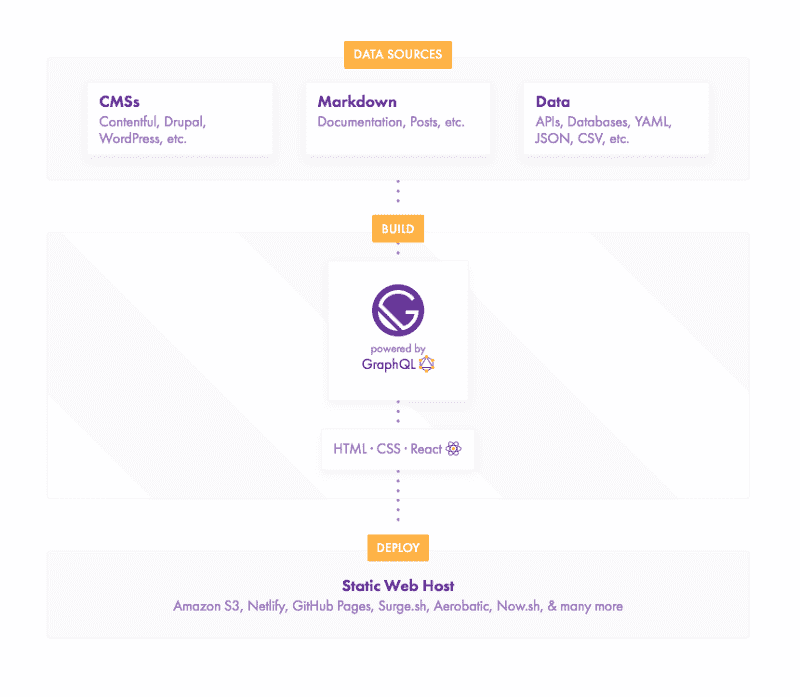 DATA SOURCES
CMSs
Contentful, Drupal,
WordPress, etc.
Markdown
Documentation, Posts, etc.
Data
APIs, Databases, YAML,
JSON, CSV, etc.
BUILD
powered by
GraphQL
HTML · CSS · React
DEPLOY
Static Web Host
Amazon S3, Netlify, GitHub Pages, Surge.sh, Aerobatic, Now.sh, & many more